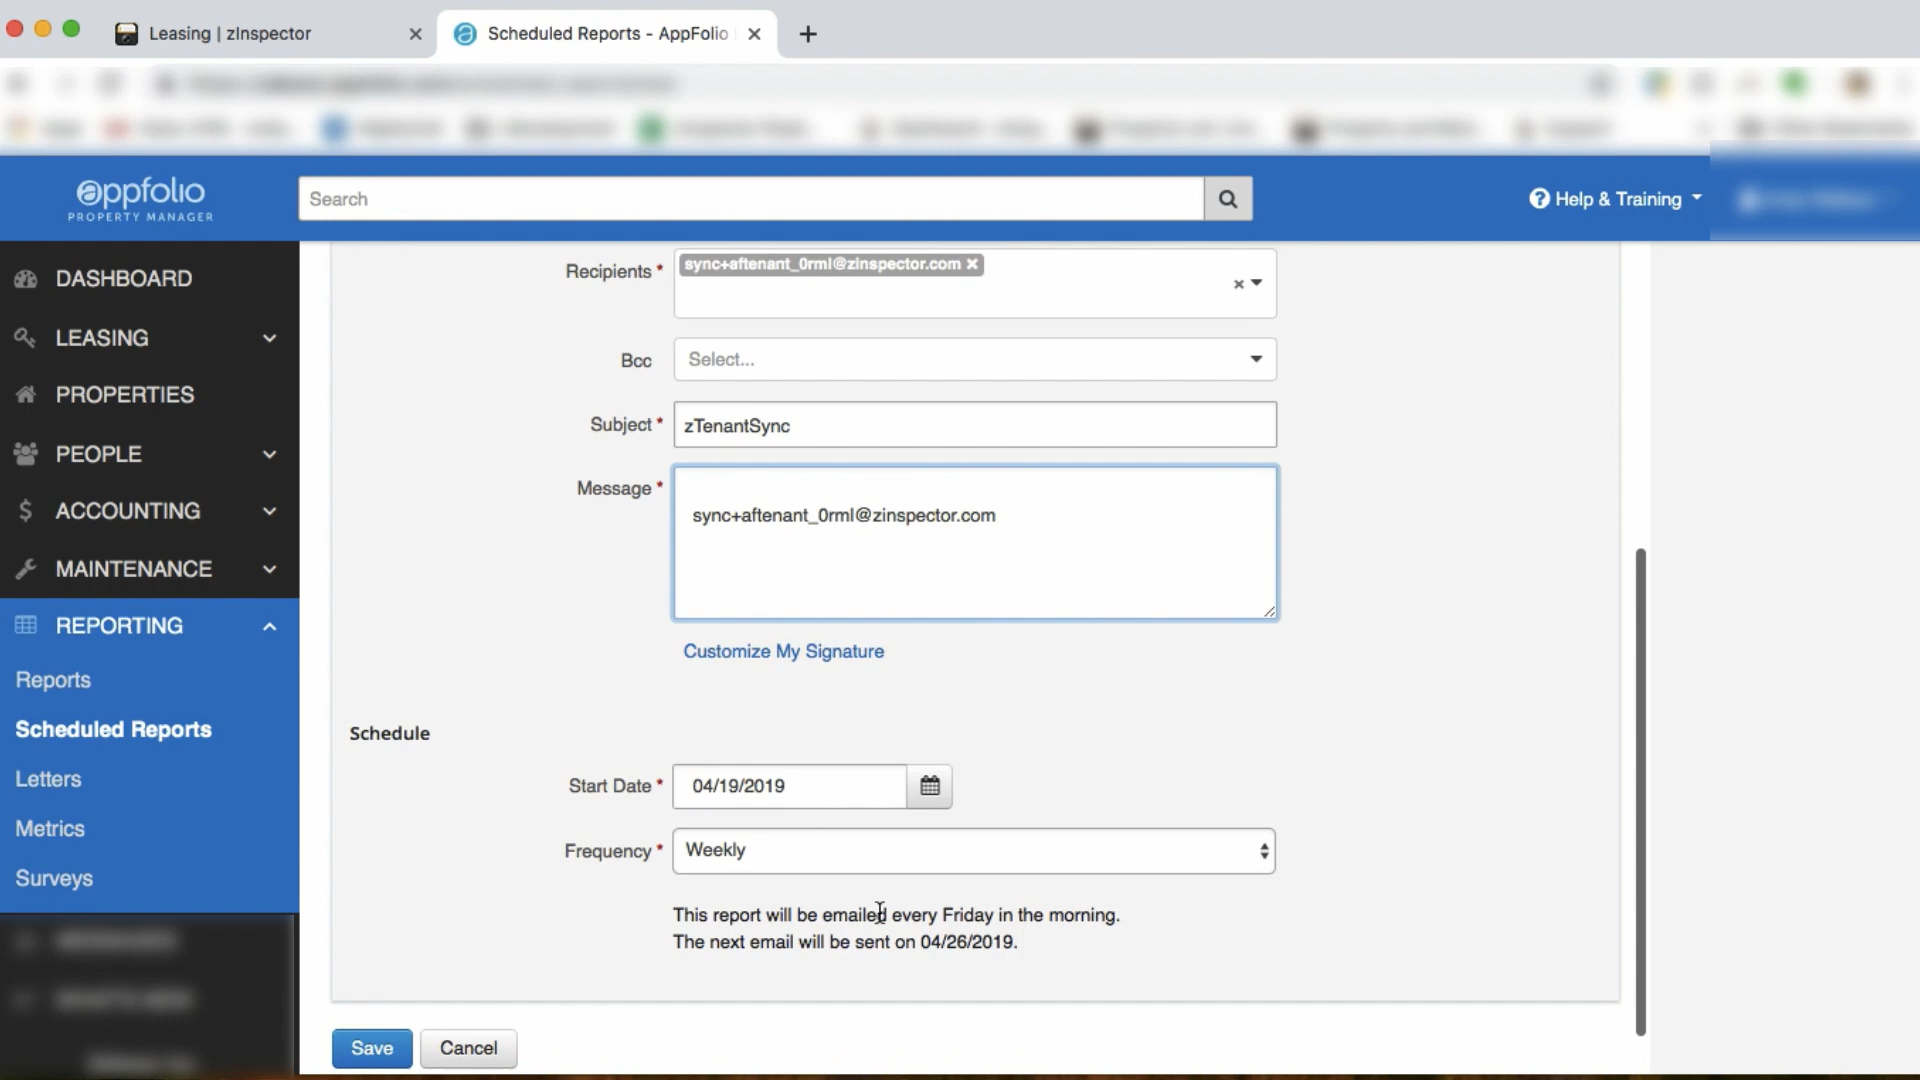 Leasing | zInspector
Scheduled Reports - AppFolio
appfolio
PROPERTY MANAGER
Search
Help & Training
DASHBOARD
LEASING
PROPERTIES
PEOPLE
ACCOUNTING
MAINTENANCE
REPORTING
Reports
Scheduled Reports
Letters
Metrics
Surveys
Recipients *
sync+aftenant_0rml@zinspector.com
Bcc
Select...
Subject *
zTenantSync
Message *
sync+aftenant_0rml@zinspector.com
Customize My Signature
Schedule
Start Date *
04/19/2019
Frequency *
Weekly
This report will be emailed every Friday in the morning.
The next email will be sent on 04/26/2019.
Save
Cancel